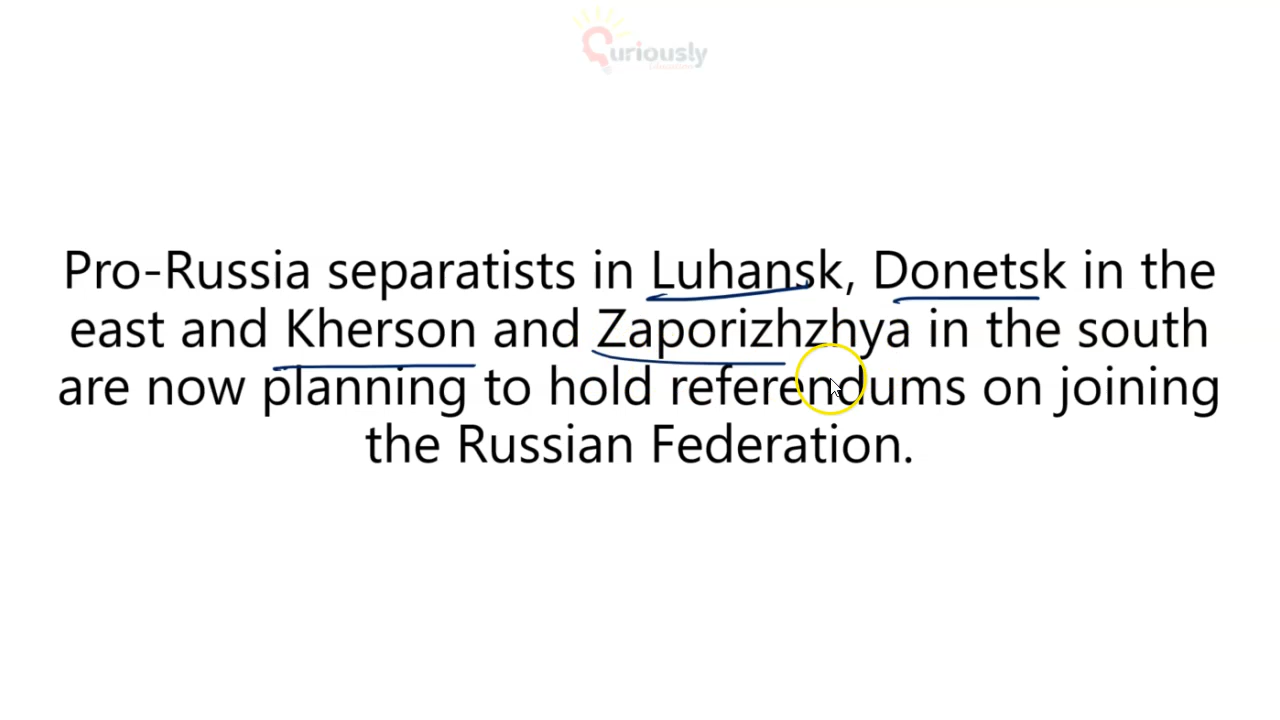 Curiously
Pro-Russia separatists in Luhansk, Donetsk in the
east and Kherson and Zaporizhzhya in the south
are now planning to hold referendums on joining
the Russian Federation.